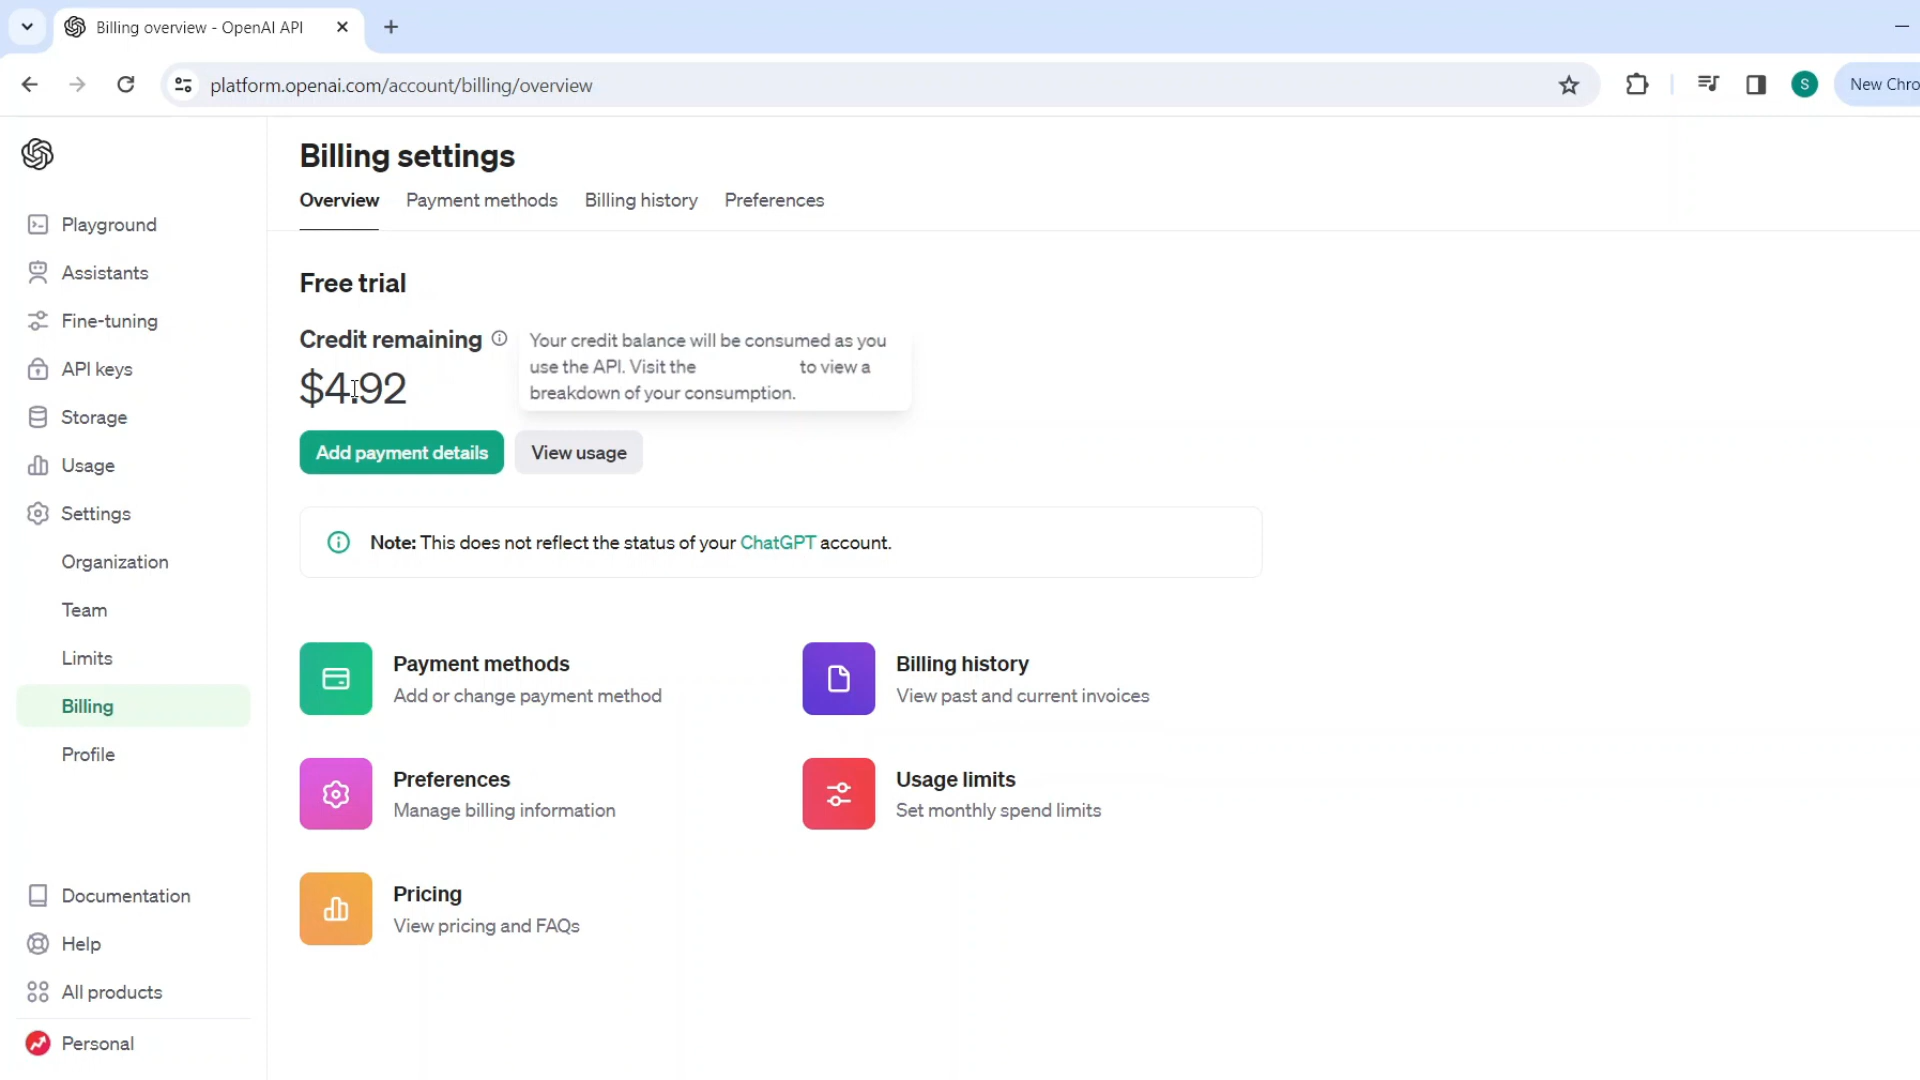 Billing overview - OpenAI API
platform.openai.com/account/billing/overview
S
New Chro
Billing settings
Overview
Payment methods
Billing history
Preferences
Playground
Assistants
Fine-tuning
API keys
Storage
Usage
Settings
Organization
Team
Limits
Billing
Profile
Documentation
Help
All products
Personal
Free trial
Credit remaining
$4.92
Your credit balance will be consumed as you
use the API. Visit the to view a
breakdown of your consumption.
Add payment details
View usage
Note: This does not reflect the status of your ChatGPT account.
Payment methods
Add or change payment method
Billing history
View past and current invoices
Preferences
Manage billing information
Usage limits
Set monthly spend limits
Pricing
View pricing and FAQs